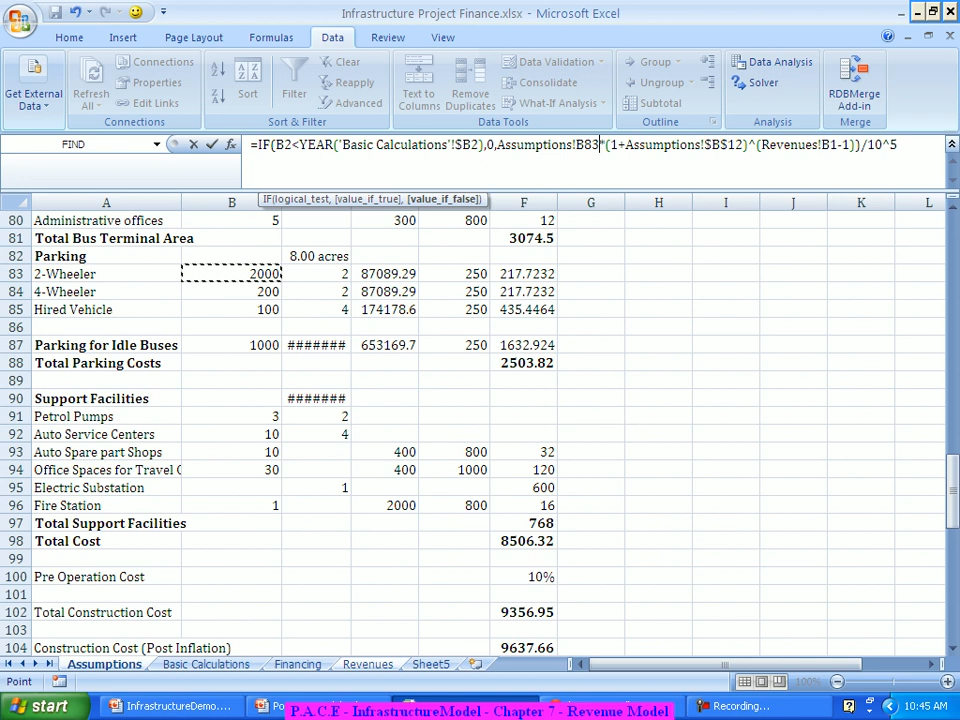 Infrastructure Project Finance.xlsx - Microsoft Excel
Home Insert Page Layout Formulas Data Review View
Get External Data
Refresh All
Connections
Properties
Edit Links
Connections
Sort
Filter
Clear
Reapply
Advanced
Sort & Filter
Text to Columns
Remove Duplicates
Data Validation
Consolidate
What-If Analysis
Data Tools
Group
Ungroup
Subtotal
Outline
Data Analysis
Solver
Analysis
RDBMerge Add-in
Merge
FIND =IF(B2<YEAR('Basic Calculations'!$B2),0,Assumptions!B83*(1+Assumptions!$B$12)^(Revenues!B1-1))/10^5
IF(logical_test, [value_if_true], [value_if_false])
A B F G H I J K L
80 Administrative offices 5 300 800 12
81 Total Bus Terminal Area 3074.5
82 Parking 8.00 acres
83 2-Wheeler 2000 2 87089.29 250 217.7232
84 4-Wheeler 200 2 87089.29 250 217.7232
85 Hired Vehicle 100 4 174178.6 250 435.4464
86
87 Parking for Idle Buses 1000 ####### 653169.7 250 1632.924
88 Total Parking Costs 2503.82
89
90 Support Facilities #######
91 Petrol Pumps 3 2
92 Auto Service Centers 10 4
93 Auto Spare part Shops 10 400 800 32
94 Office Spaces for Travel 30 400 1000 120
95 Electric Substation 1 600
96 Fire Station 1 2000 800 16
97 Total Support Facilities 768
98 Total Cost 8506.32
99
100 Pre Operation Cost 10%
101
102 Total Construction Cost 9356.95
103
104 Construction Cost (Post Inflation) 9637.66
Assumptions Basic Calculations Financing Revenues Sheet5
Point 100%
start InfrastructureDemo.... Po Recording... 10:45 AM
P.A.C.E - InfrastructureModel - Chapter 7 - Revenue Model